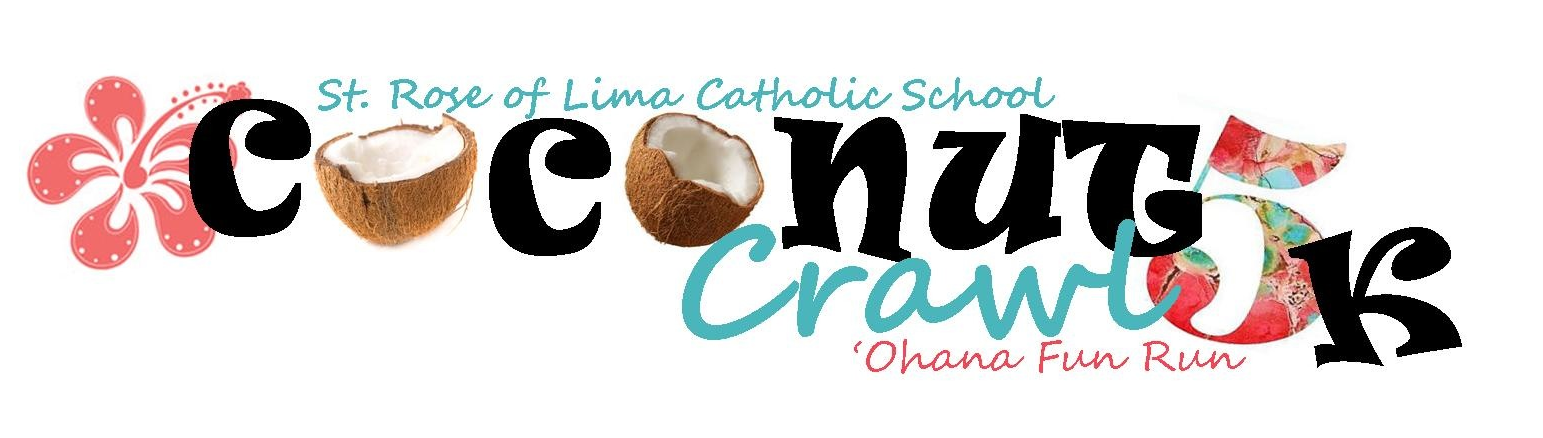 St. Rose of Lima Catholic School
coconut 5K
Crawl
‘Ohana Fun Run